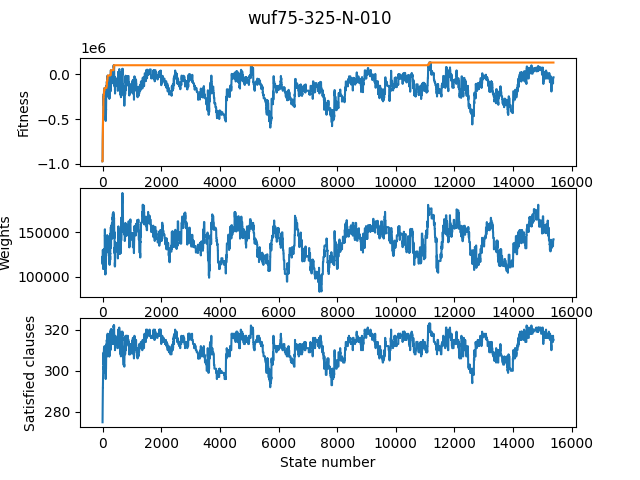 wuf75-325-N-010
1e6
Fitness
0.0
−0.5
−1.0
0 2000 4000 6000 8000 10000 12000 14000 16000
Weights
150000
100000
0 2000 4000 6000 8000 10000 12000 14000 16000
Satisfied clauses
320
300
280
0 2000 4000 6000 8000 10000 12000 14000 16000
State number